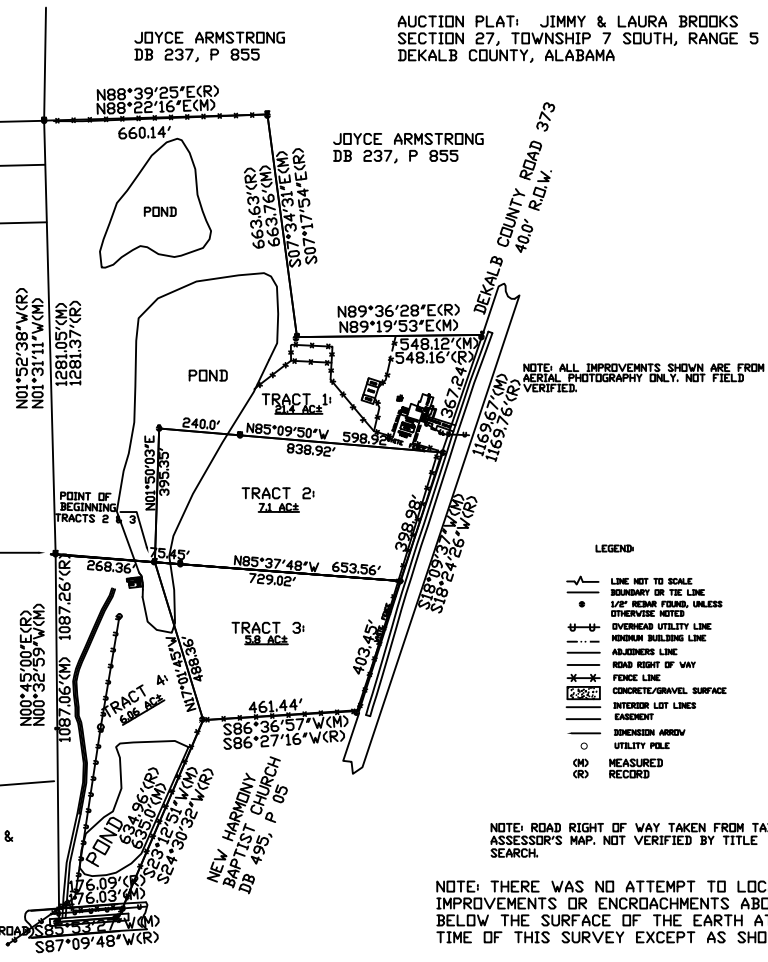 AUCTION PLAT: JIMMY & LAURA BROOKS
SECTION 27, TOWNSHIP 7 SOUTH, RANGE 5
DEKALB COUNTY, ALABAMA
JOYCE ARMSTRONG
DB 237, P 855
N88°39'25"E(R)
N88°22'16"E(M)
660.14'
JOYCE ARMSTRONG
DB 237, P 855
DEKALB COUNTY ROAD 373
40.0' R.O.W.
POND
663.63'(R)
663.76'(M)
S07°34'31"E(M)
S07°17'54"E(R)
N01°52'38"W(R)
N01°31'11"W(M)
1281.05'(M)
1281.37'(R)
N89°36'28"E(R)
N89°19'53"E(M)
548.12'(M)
548.16'(R)
NOTE: ALL IMPROVEMNTS SHOWN ARE FROM
AERIAL PHOTOGRAPHY ONLY. NOT FIELD
VERIFIED.
POND
TRACT 1:
21.4 AC±
367.24'
1169.67'(M)
1169.76'(R)
240.0'
N85°09'50"W
598.92'
838.92'
N01°50'03"E
395.35'
TRACT 2:
7.1 AC±
POINT OF
BEGINNING
TRACTS 2 & 3
398.98'
S18°09'37"W(M)
S18°24'26"W(R)
75.45'
268.36'
N85°37'48"W
653.56'
729.02'
LEGEND:
LINE NOT TO SCALE
BOUNDARY OR TIE LINE
1/2" REBAR FOUND, UNLESS
OTHERWISE NOTED
OVERHEAD UTILITY LINE
MINIMUM BUILDING LINE
ADJOINERS LINE
ROAD RIGHT OF WAY
FENCE LINE
CONCRETE/GRAVEL SURFACE
INTERIOR LOT LINES
EASEMENT
DIMENSION ARROW
UTILITY POLE
(M) MEASURED
(R) RECORD
N00°45'00"E(R)
N00°32'59"W(M)
1087.26'(R)
1087.06'(M)
TRACT 3:
5.8 AC±
403.45'
N17°01'45"W
488.36'
TRACT 4:
6.06 AC±
461.44'
S86°36'57"W(M)
S86°27'16"W(R)
NEW HARMONY
BAPTIST CHURCH
DB 495, P 05
POND
634.96'(R)
635.0'(M)
S23°12'51"W(M)
S24°30'32"W(R)
&
NOTE: ROAD RIGHT OF WAY TAKEN FROM TA
ASSESSOR'S MAP. NOT VERIFIED BY TITLE
SEARCH.
176.09'(R)
176.03'(M)
ROAD)
S85°53'27"W(M)
S87°09'48"W(R)
NOTE: THERE WAS NO ATTEMPT TO LOC
IMPROVEMENTS OR ENCROACHMENTS ABO
BELOW THE SURFACE OF THE EARTH AT
TIME OF THIS SURVEY EXCEPT AS SHO